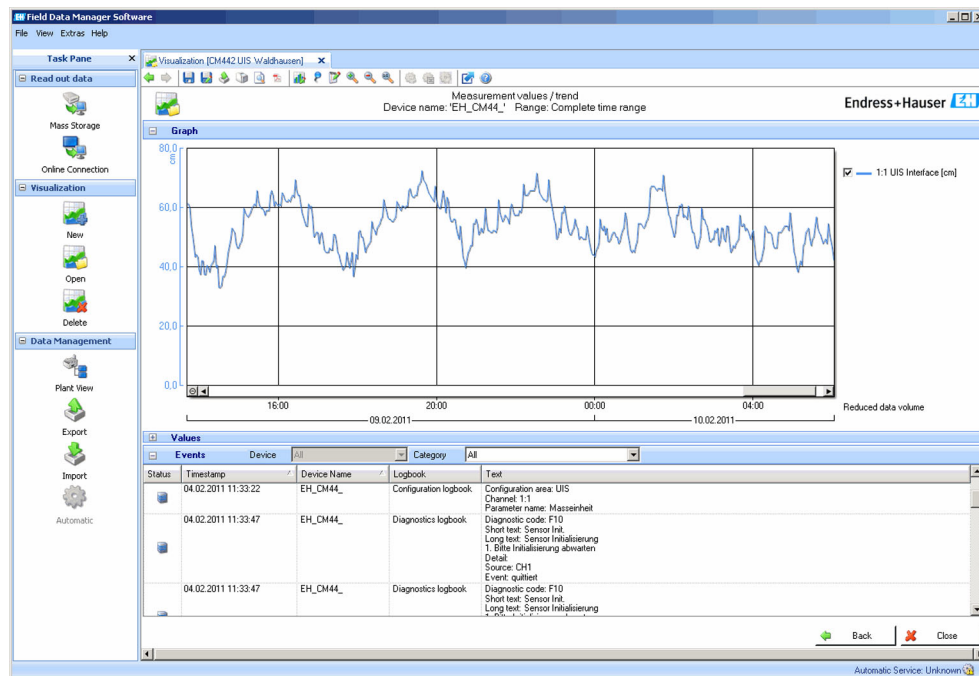 Field Data Manager Software
File View Extras Help
Task Pane
Read out data
Mass Storage
Online Connection
Visualization
New
Open
Delete
Data Management
Plant View
Export
Import
Automatic
Visualization [CM442 UIS Waldhausen]
Measurement values / trend
Device name: 'EH_CM44_' Range: Complete time range
Endress+Hauser EH
Graph
80,0
cm
60,0
40,0
20,0
0,0
1:1 UIS Interface [cm]
16:00 20:00 00:00 04:00
09.02.2011 10.02.2011
Reduced data volume
Values
Events Device All Category All
Status Timestamp Device Name Logbook Text
04.02.2011 11:33:22 EH_CM44_ Configuration logbook Configuration area: UIS
Channel: 1:1
Parameter name: Masseinheit
04.02.2011 11:33:47 EH_CM44_ Diagnostics logbook Diagnostic code: F10
Short text: Sensor Init.
Long text: Sensor Initialisierung
1. Bitte Initialisierung abwarten
Detail:
Source: CH1
Event: quittiert
04.02.2011 11:33:47 EH_CM44_ Diagnostics logbook Diagnostic code: F10
Short text: Sensor Init.
Long text: Sensor Initialisierung
Back Close
Automatic Service: Unknown